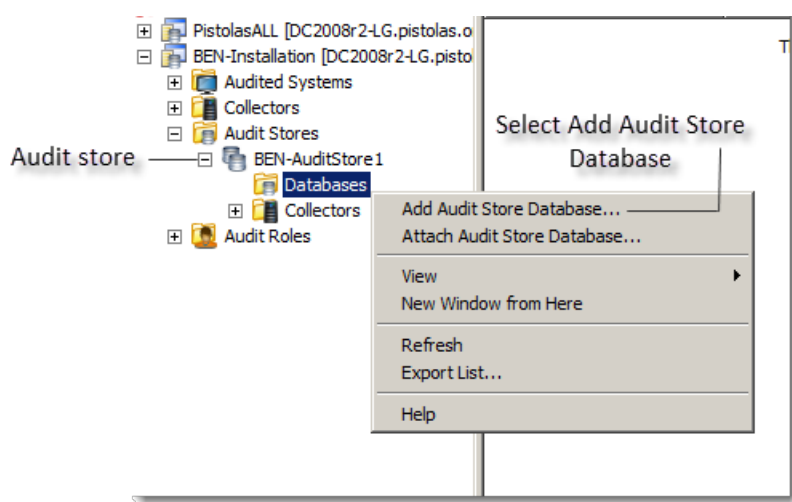 PistolasALL [DC2008r2-LG.pistolas.o
BEN-Installation [DC2008r2-LG.pisto
T
Audited Systems
Collectors
Audit Stores
Select Add Audit Store
Database
Audit store
BEN-AuditStore1
Databases
Collectors
Audit Roles
Add Audit Store Database...
Attach Audit Store Database...
View
New Window from Here
Refresh
Export List...
Help